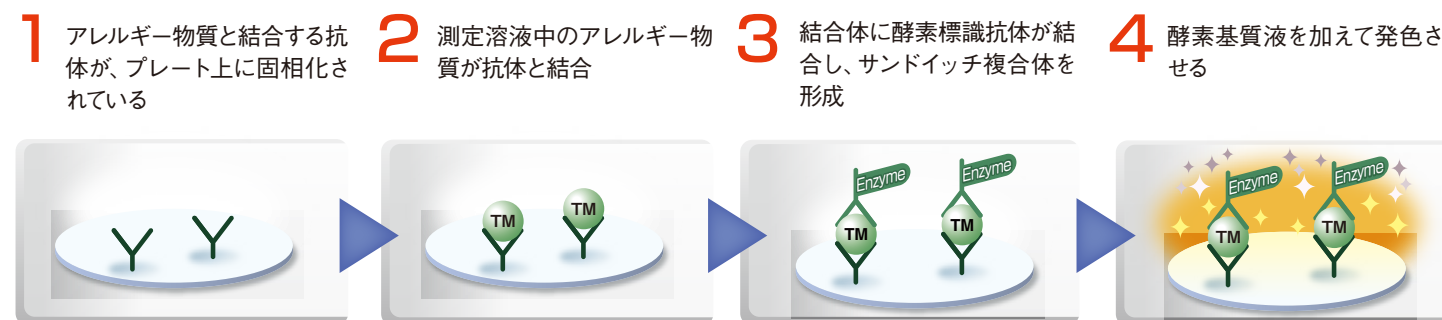 1
アレルギー物質と結合する抗
体が、プレート上に固相化さ
れている
2
測定溶液中のアレルギー物
質が抗体と結合
3
結合体に酵素標識抗体が結
合し、サンドイッチ複合体を
形成
4
酵素基質液を加えて発色さ
せる
TM
TM
Enzyme
Enzyme
TM
TM
Enzyme
Enzyme
TM
TM